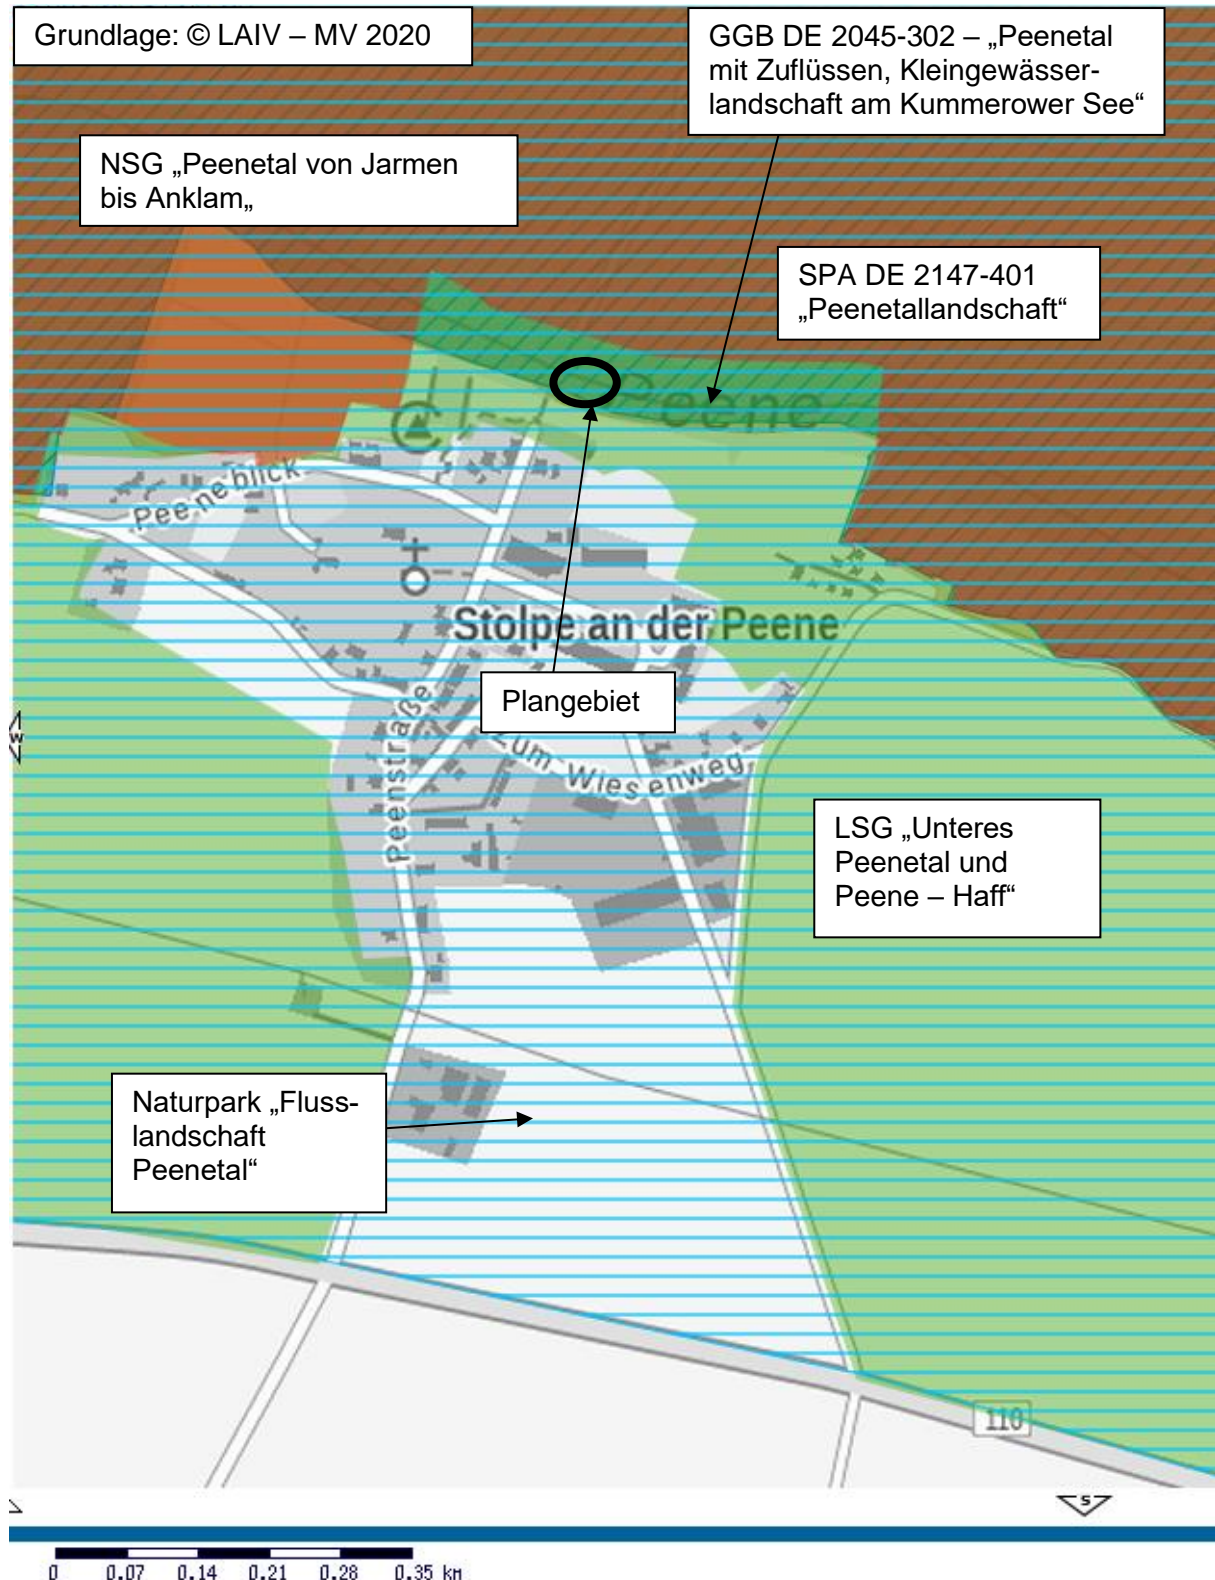 Grundlage: © LAIV – MV 2020
GGB DE 2045-302 – „Peenetal
mit Zuflüssen, Kleingewässer-
landschaft am Kummerower See“
NSG „Peenetal von Jarmen
bis Anklam„
SPA DE 2147-401
„Peenetallandschaft“
Peene
Peeneblick
Stolpe an der Peene
Plangebiet
Peenstraße
Zum-Wiesenweg
W
LSG „Unteres
Peenetal und
Peene – Haff“
Naturpark „Fluss-
landschaft
Peenetal“
110
S
0 0.07 0.14 0.21 0.28 0.35 km